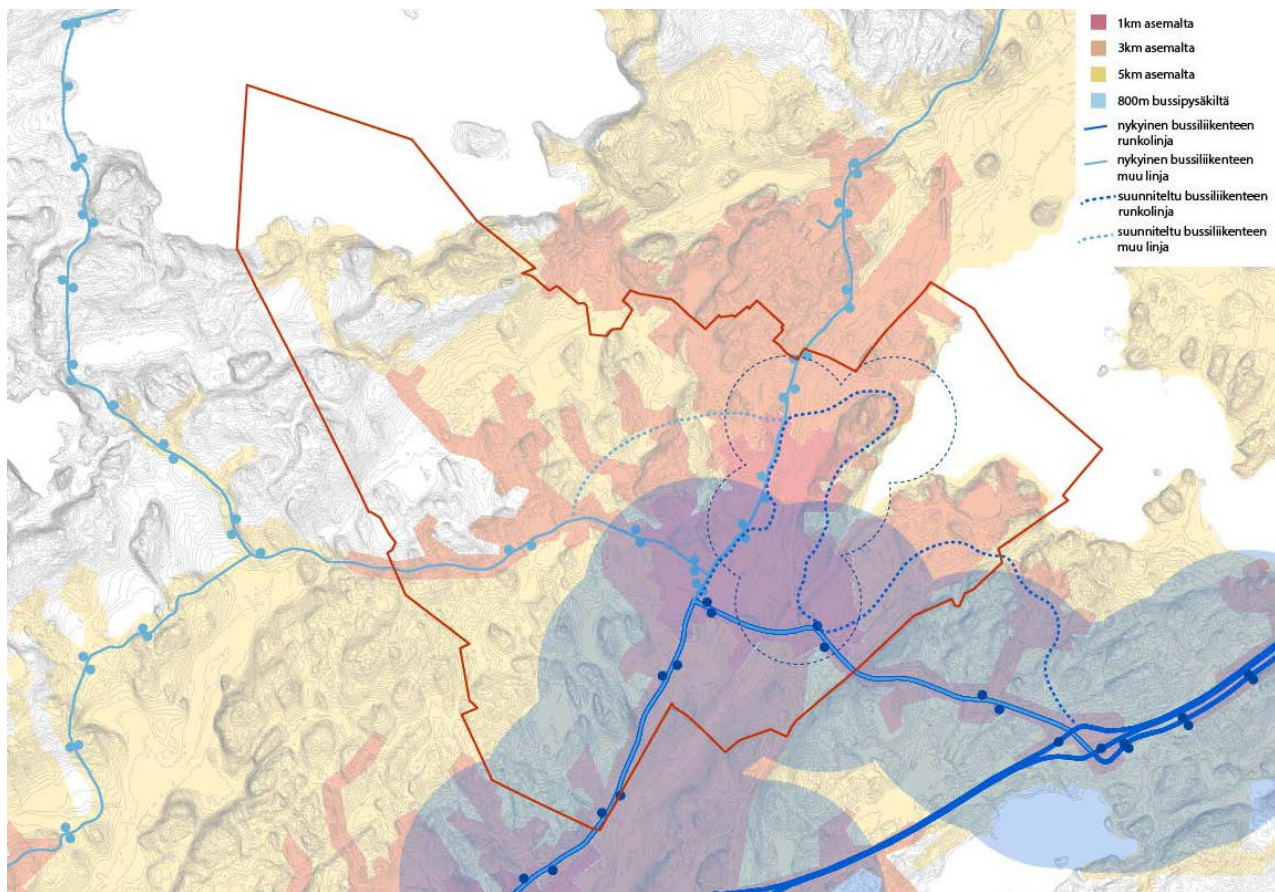 1km asemalta
3km asemalta
5km asemalta
800m bussipysäkiltä
nykyinen bussiliikenteen
runkolinja
nykyinen bussiliikenteen
muu linja
suunniteltu bussiliikenteen
runkolinja
suunniteltu bussiliikenteen
muu linja